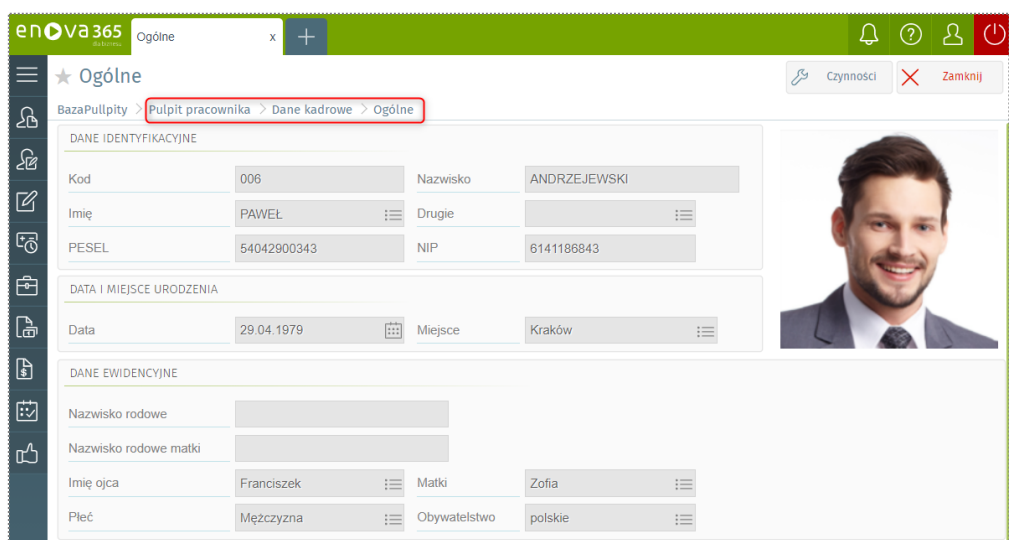 enova365 Ogólne x
dla biznesu
Ogólne Czynności Zamknij
BazaPullpity > Pulpit pracownika > Dane kadrowe > Ogólne
DANE IDENTYFIKACYJNE
Kod 006 Nazwisko ANDRZEJEWSKI
Imię PAWEŁ Drugie
PESEL 54042900343 NIP 6141186843
DATA I MIEJSCE URODZENIA
Data 29.04.1979 Miejsce Kraków
DANE EWIDENCYJNE
Nazwisko rodowe
Nazwisko rodowe matki
Imię ojca Franciszek Matki Zofia
Płeć Mężczyzna Obywatelstwo polskie